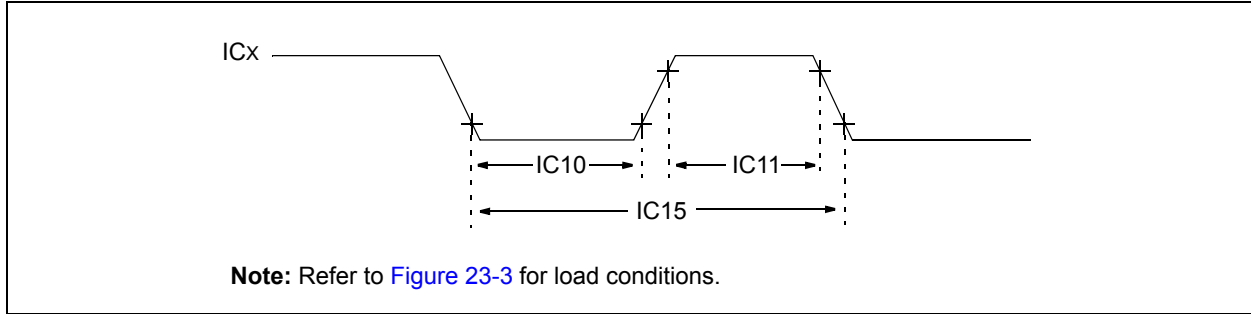 ICx
IC10
IC11
IC15
Note: Refer to Figure 23-3 for load conditions.